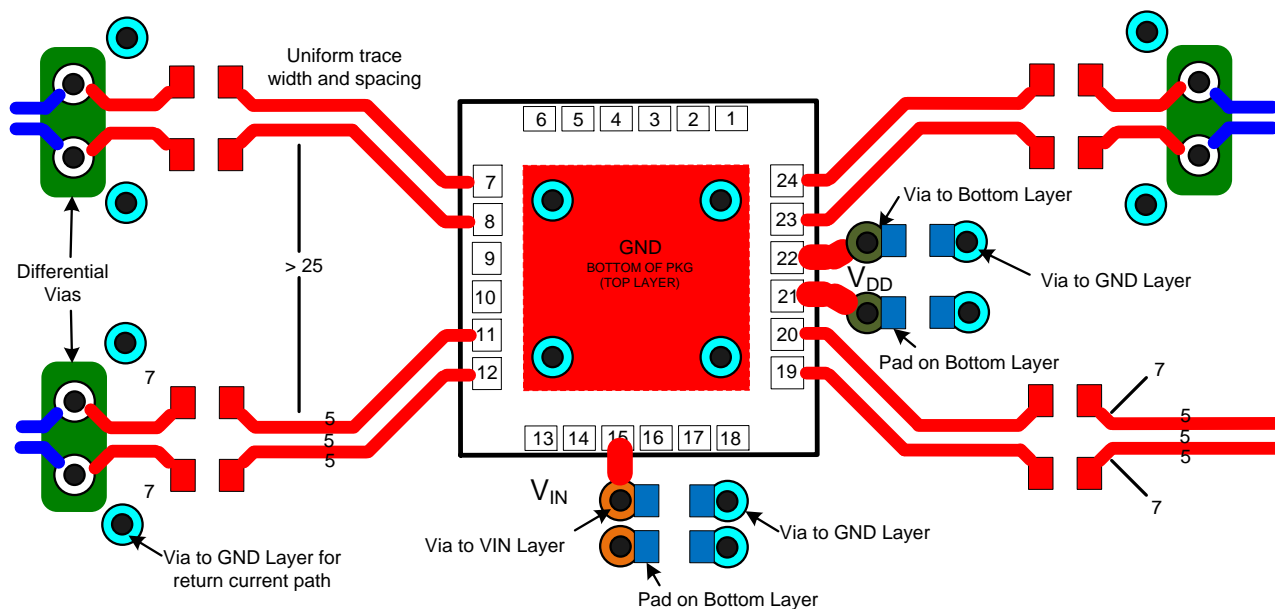 Uniform trace
width and spacing
6 5 4 3 2 1
7
8
9
10
11
12
24
23
22
21
20
19
GND
BOTTOM OF PKG
(TOP LAYER)
Via to Bottom Layer
VDD
Via to GND Layer
Pad on Bottom Layer
> 25
Differential
Vias
7
5
5
5
7
7
5
5
5
7
13 14 15 16 17 18
VIN
Via to VIN Layer
Via to GND Layer
Pad on Bottom Layer
Via to GND Layer for
return current path